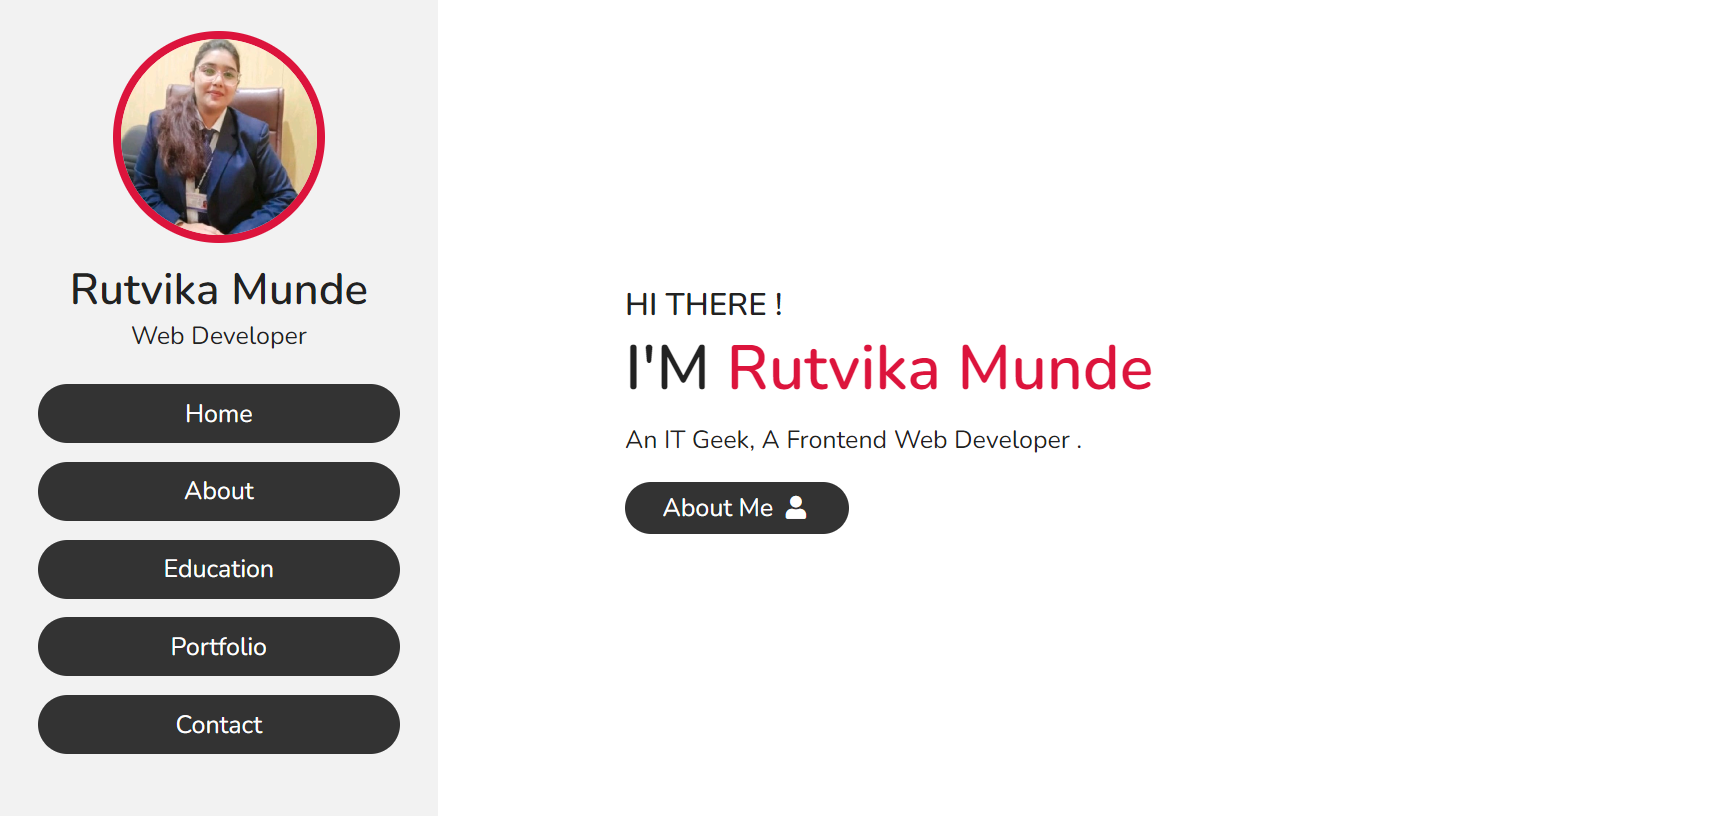 Rutvika Munde
Web Developer
Home
About
Education
Portfolio
Contact
HI THERE !
I'M Rutvika Munde
An IT Geek, A Frontend Web Developer .
About Me